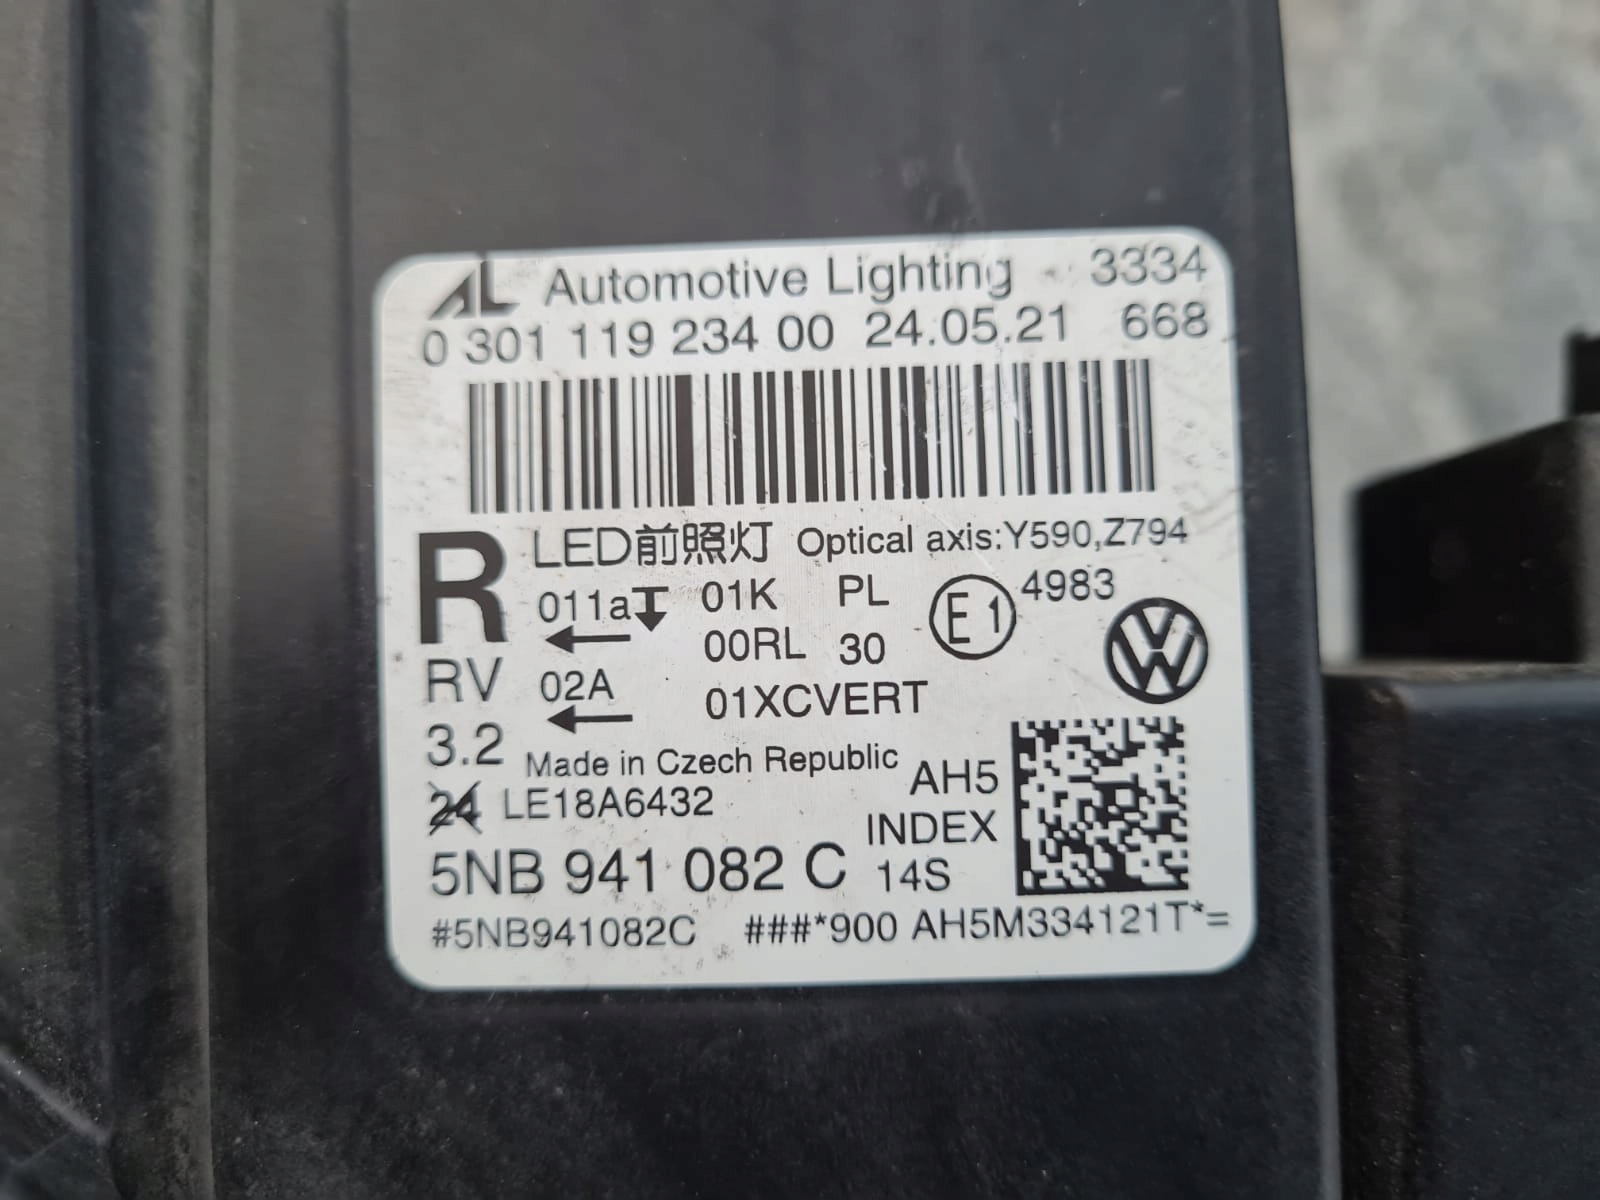 AL Automotive Lighting 3334
0 301 119 234 00 24.05.21 668
R LED前照灯 Optical axis:Y590,Z794
011a 01K PL E1 4983
00RL 30
RV 02A 01XCVERT
3.2 Made in Czech Republic AH5
24 LE18A6432 INDEX
5NB 941 082 C 14S
#5NB941082C ###*900 AH5M334121T*=